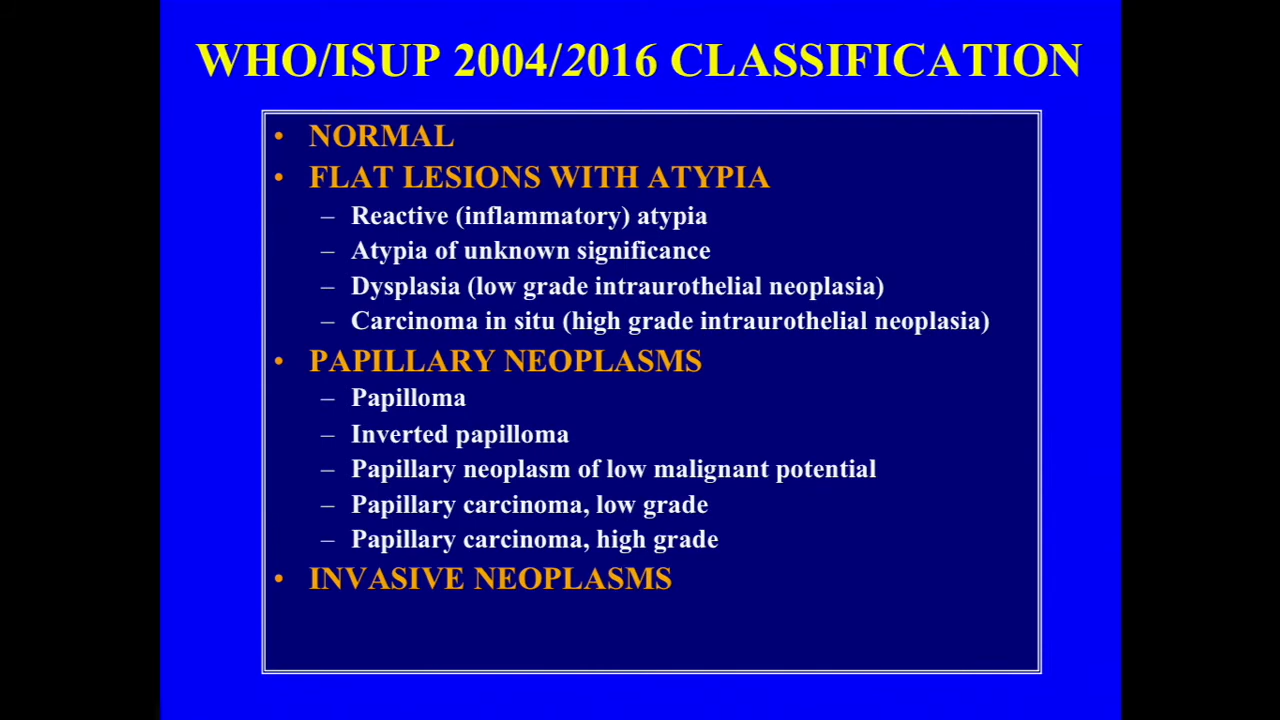 WHO/ISUP 2004/2016 CLASSIFICATION
• NORMAL
• FLAT LESIONS WITH ATYPIA
– Reactive (inflammatory) atypia
– Atypia of unknown significance
– Dysplasia (low grade intraurothelial neoplasia)
– Carcinoma in situ (high grade intraurothelial neoplasia)
• PAPILLARY NEOPLASMS
– Papilloma
– Inverted papilloma
– Papillary neoplasm of low malignant potential
– Papillary carcinoma, low grade
– Papillary carcinoma, high grade
• INVASIVE NEOPLASMS